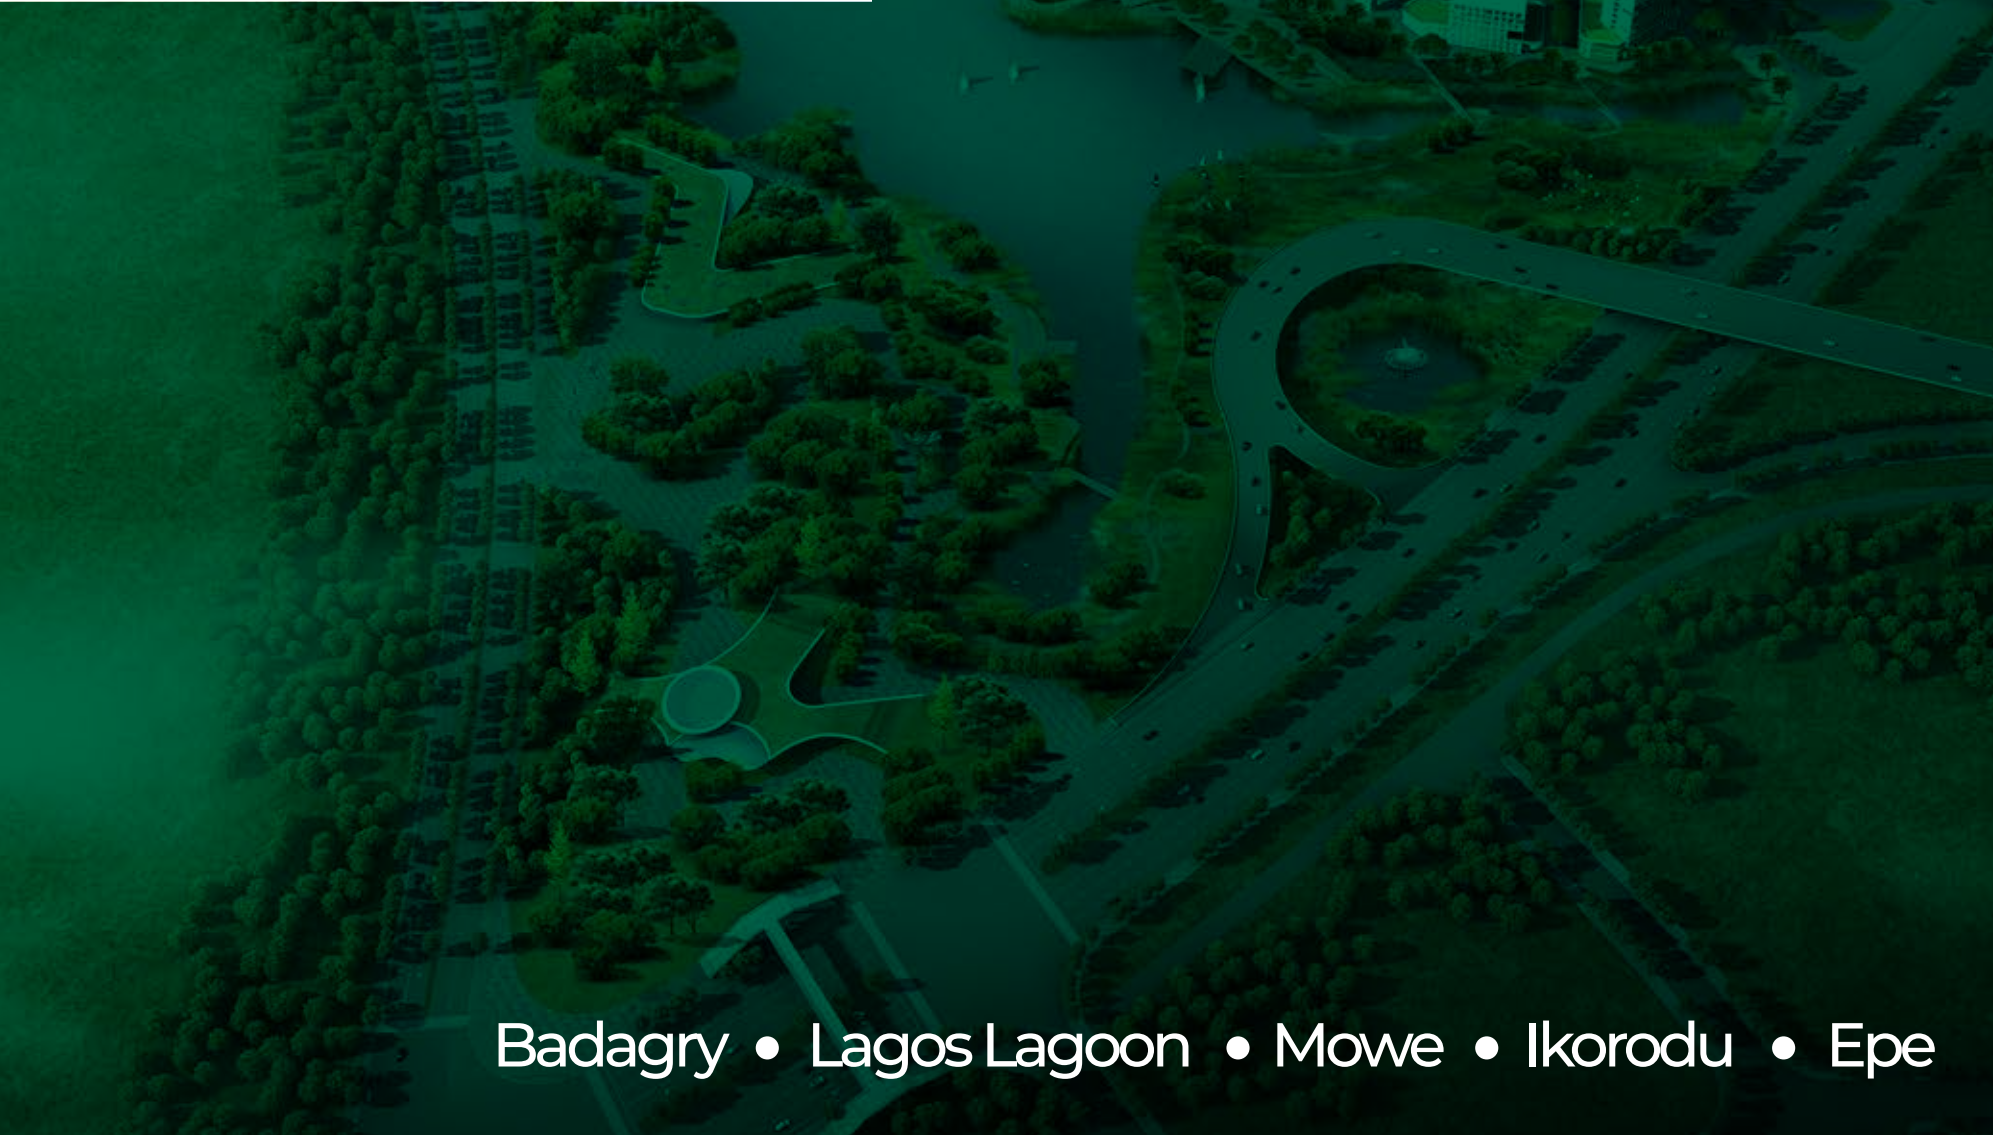 Badagry • Lagos Lagoon • Mowe • Ikorodu • Epe